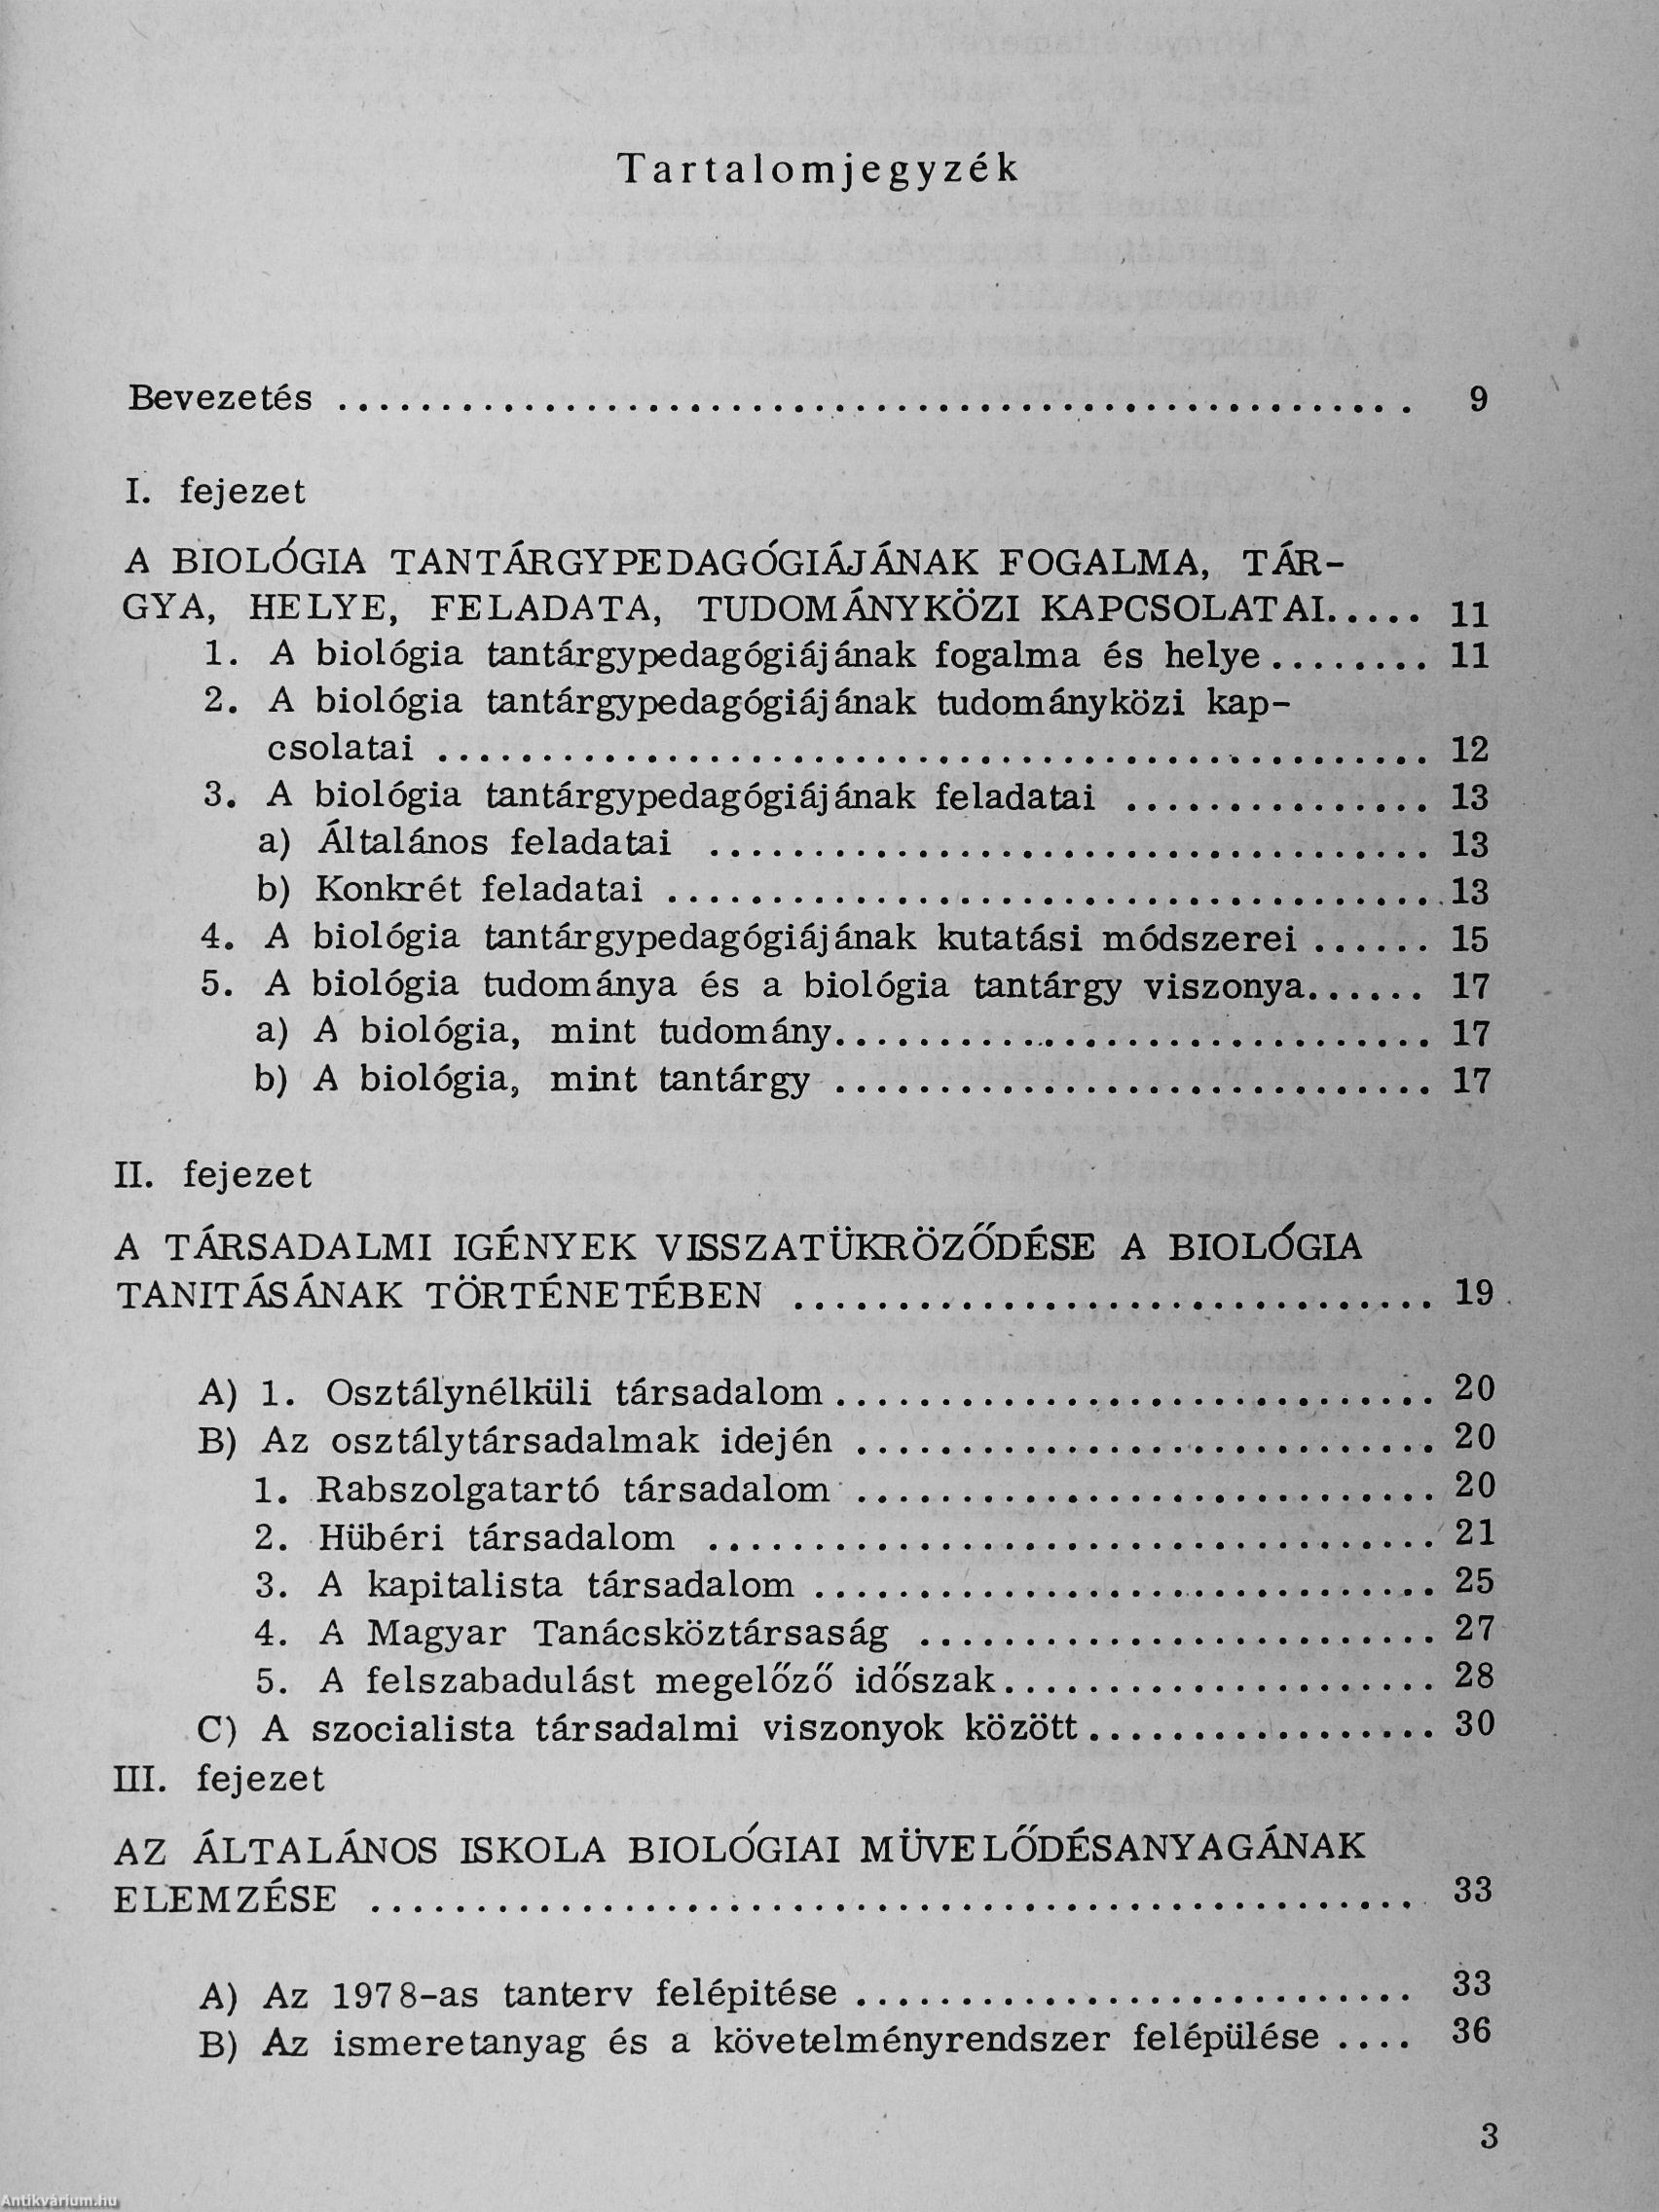 Tartalomjegyzék
Bevezetés .................................................... 9
I. fejezet
A BIOLÓGIA TANTÁRGYPEDAGÓGIÁJÁNAK FOGALMA, TÁR-
GYA, HELYE, FELADATA, TUDOMÁNYKÖZI KAPCSOLATAI..... 11
1. A biológia tantárgypedagógiájának fogalma és helye........ 11
2. A biológia tantárgypedagógiájának tudományközi kap-
csolatai ................................................ 12
3. A biológia tantárgypedagógiájának feladatai ............... 13
a) Általános feladatai ................................... 13
b) Konkrét feladatai ..................................... 13
4. A biológia tantárgypedagógiájának kutatási módszerei ...... 15
5. A biológia tudománya és a biológia tantárgy viszonya...... 17
a) A biológia, mint tudomány............................. 17
b) A biológia, mint tantárgy ............................. 17
II. fejezet
A TÁRSADALMI IGÉNYEK VISSZATÜKRÖZŐDÉSE A BIOLÓGIA
TANITÁSÁNAK TÖRTÉNETÉBEN ............................... 19
A) 1. Osztálynélküli társadalom ............................. 20
B) Az osztálytársadalmak idején ............................ 20
1. Rabszolgatartó társadalom ............................ 20
2. Hübéri társadalom ................................... 21
3. A kapitalista társadalom .............................. 25
4. A Magyar Tanácsköztársaság ......................... 27
5. A felszabadulást megelőző időszak..................... 28
C) A szocialista társadalmi viszonyok között................. 30
III. fejezet
AZ ÁLTALÁNOS ISKOLA BIOLÓGIAI MÜVELŐDÉSANYAGÁNAK
ELEMZÉSE .................................................. 33
A) Az 1978-as tanterv felépitése ........................... 33
B) Az ismeretanyag és a követelményrendszer felépülése .... 36
3
Antikvárium.hu